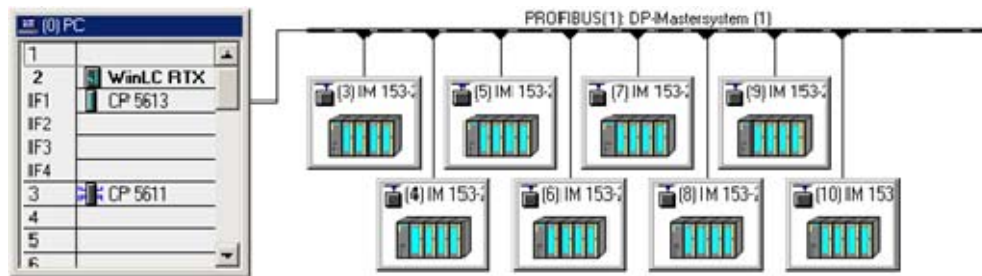 (0) PC
1
2 WinLC RTX
IF1 CP 5613
IF2
IF3
IF4
3 CP 5611
4
5
6
PROFIBUS(1): DP-Mastersystem (1)
(3) IM 153-2
(5) IM 153-2
(7) IM 153-2
(9) IM 153-2
(4) IM 153-2
(6) IM 153-2
(8) IM 153-2
(10) IM 153